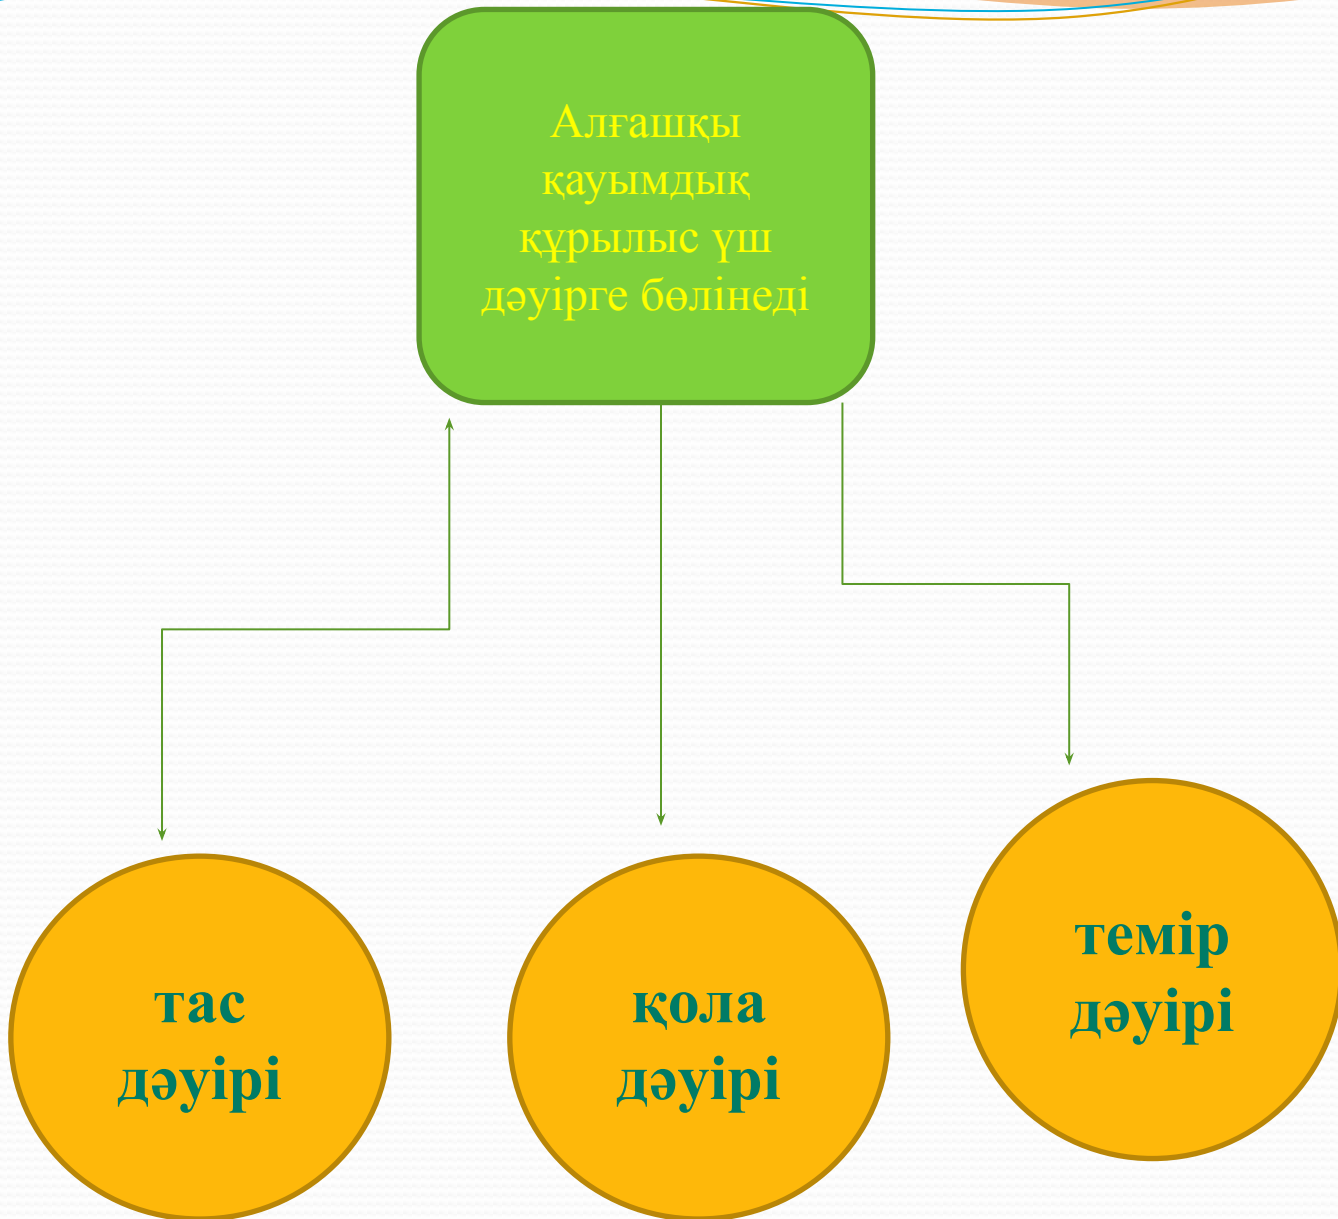 Алғашқы
қауымдық
құрылыс үш
дәуірге бөлінеді
тас
дәуірі
қола
дәуірі
темір
дәуірі